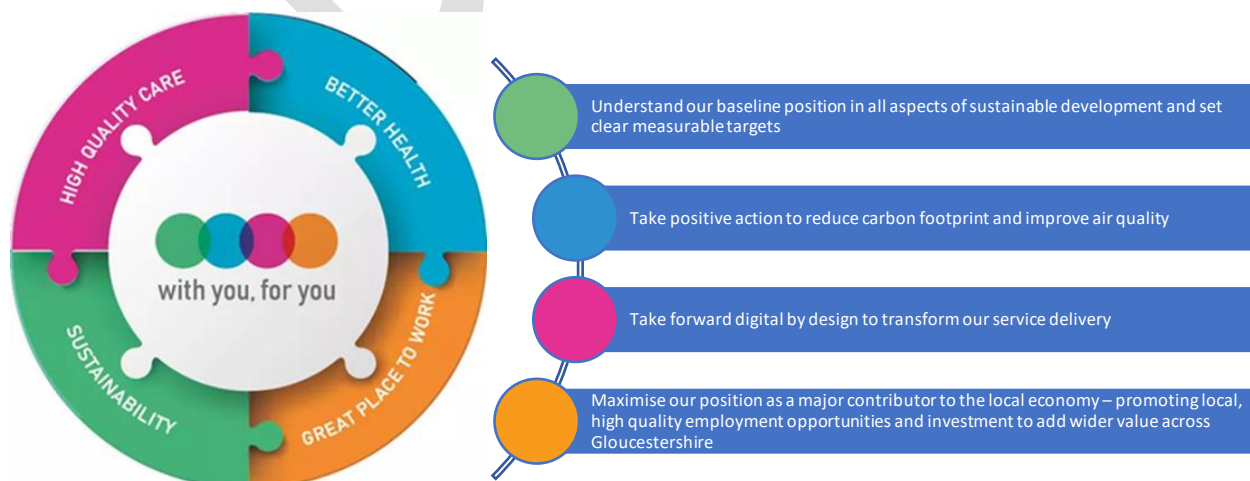 HIGH QUALITY CARE
BETTER HEALTH
with you, for you
SUSTAINABILITY
GREAT PLACE TO WORK
Understand our baseline position in all aspects of sustainable development and set
clear measurable targets
Take positive action to reduce carbon footprint and improve air quality
Take forward digital by design to transform our service delivery
Maximise our position as a major contributor to the local economy – promoting local,
high quality employment opportunities and investment to add wider value across
Gloucestershire